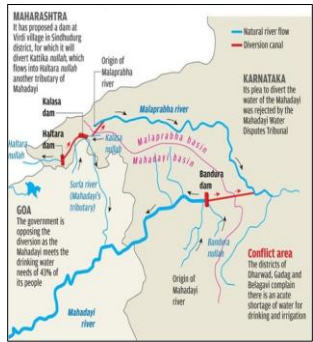 MAHARASHTRA
It has proposed a dam at
Virdi village in Sindhudurg
district, for which it will
divert Kattika nullah, which
flows into Haltara nullah
another tributary of
Mahadayi
Natural river flow
Diversion canal
Origin of
Malaprabha
river
KARNATAKA
Its plea to divert
the water of the
Mahadayi was
rejected by the
Mahadayi Water
Disputes Tribunal
Kalasa
dam
Malaprabha river
Haltara
dam
Haltara
nullah
Kalasa
nullah
Malaprabha basin
Mahadayi basin
Surla river
(Mahadayi's
tributary)
Bandura
dam
GOA
The government is
opposing the
diversion as the
Mahadayi meets the
drinking water
needs of 43% of
its people
Bandura
nullah
Origin of
Mahadayi
river
Conflict area
The districts of
Dharwad, Gadag and
Belagavi complain
there is an acute
shortage of water for
drinking and irrigation
Mahadayi
river